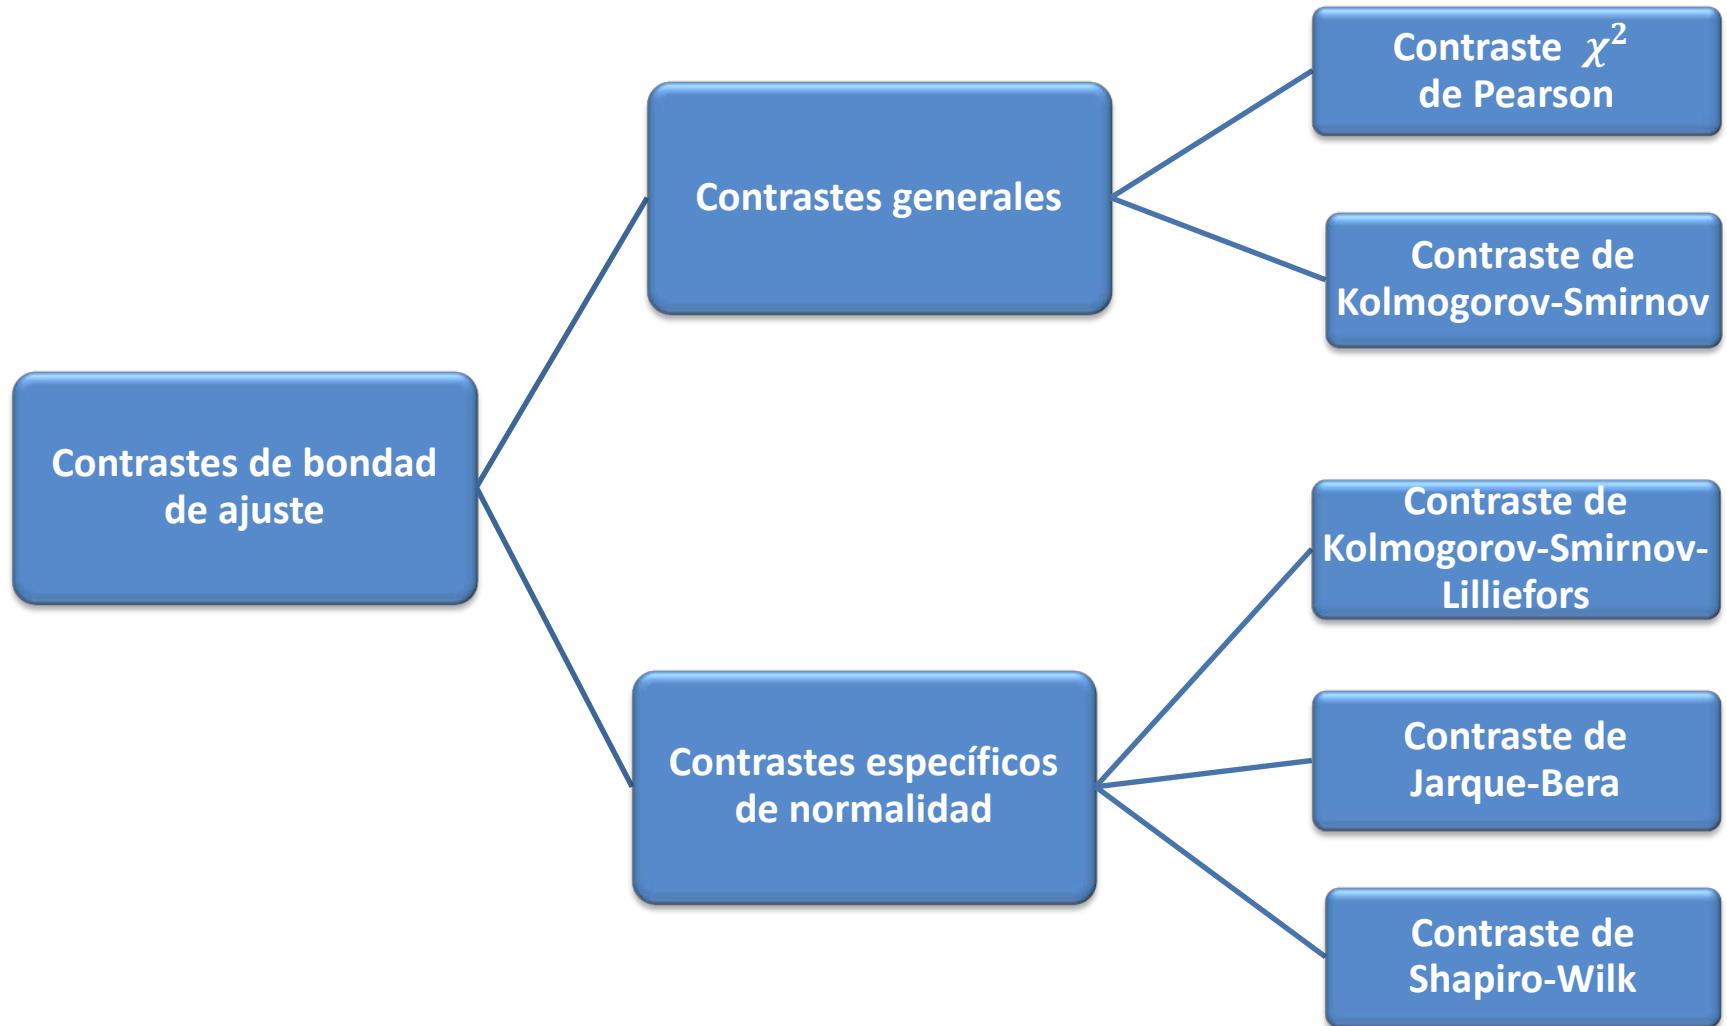 Contraste χ²
de Pearson
Contrastes generales
Contraste de
Kolmogorov-Smirnov
Contrastes de bondad
de ajuste
Contraste de
Kolmogorov-Smirnov-
Lilliefors
Contrastes específicos
de normalidad
Contraste de
Jarque-Bera
Contraste de
Shapiro-Wilk